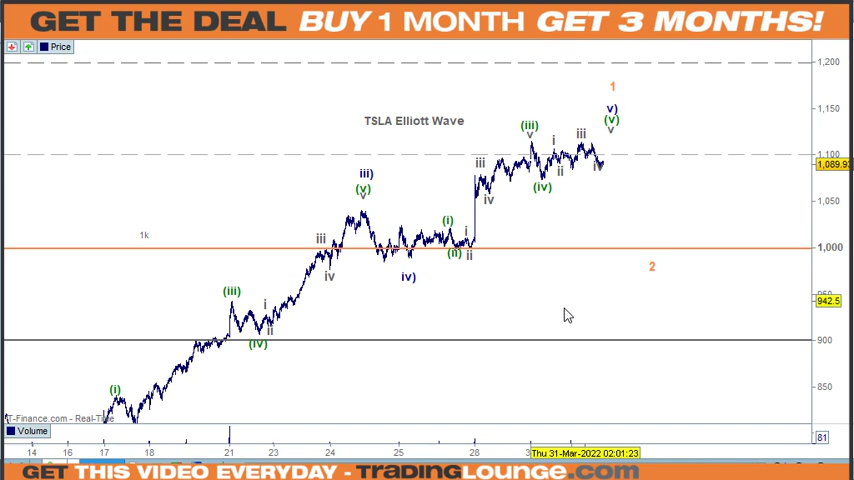 GET THE DEAL BUY 1 MONTH GET 3 MONTHS!
Price
1,200
1
1,150
v)
(v)
v
TSLA Elliott Wave
(iii)
v
i
iii
1,100
1,089.93
iv
ii
(iv)
iii
iv
iii)
(v)
v
1,050
(i)
i
1k
iii
1,000
(ii)
ii
iv
iv)
2
(iii)
i
942.5
ii
(iv)
900
(i)
850
T-Finance.com - Real-Time
Volume
81
14 16 17 18 21 22 23 24 25 27 28 Thu 31-Mar-2022 02:01:23
GET THIS VIDEO EVERYDAY - TradingLounge.com